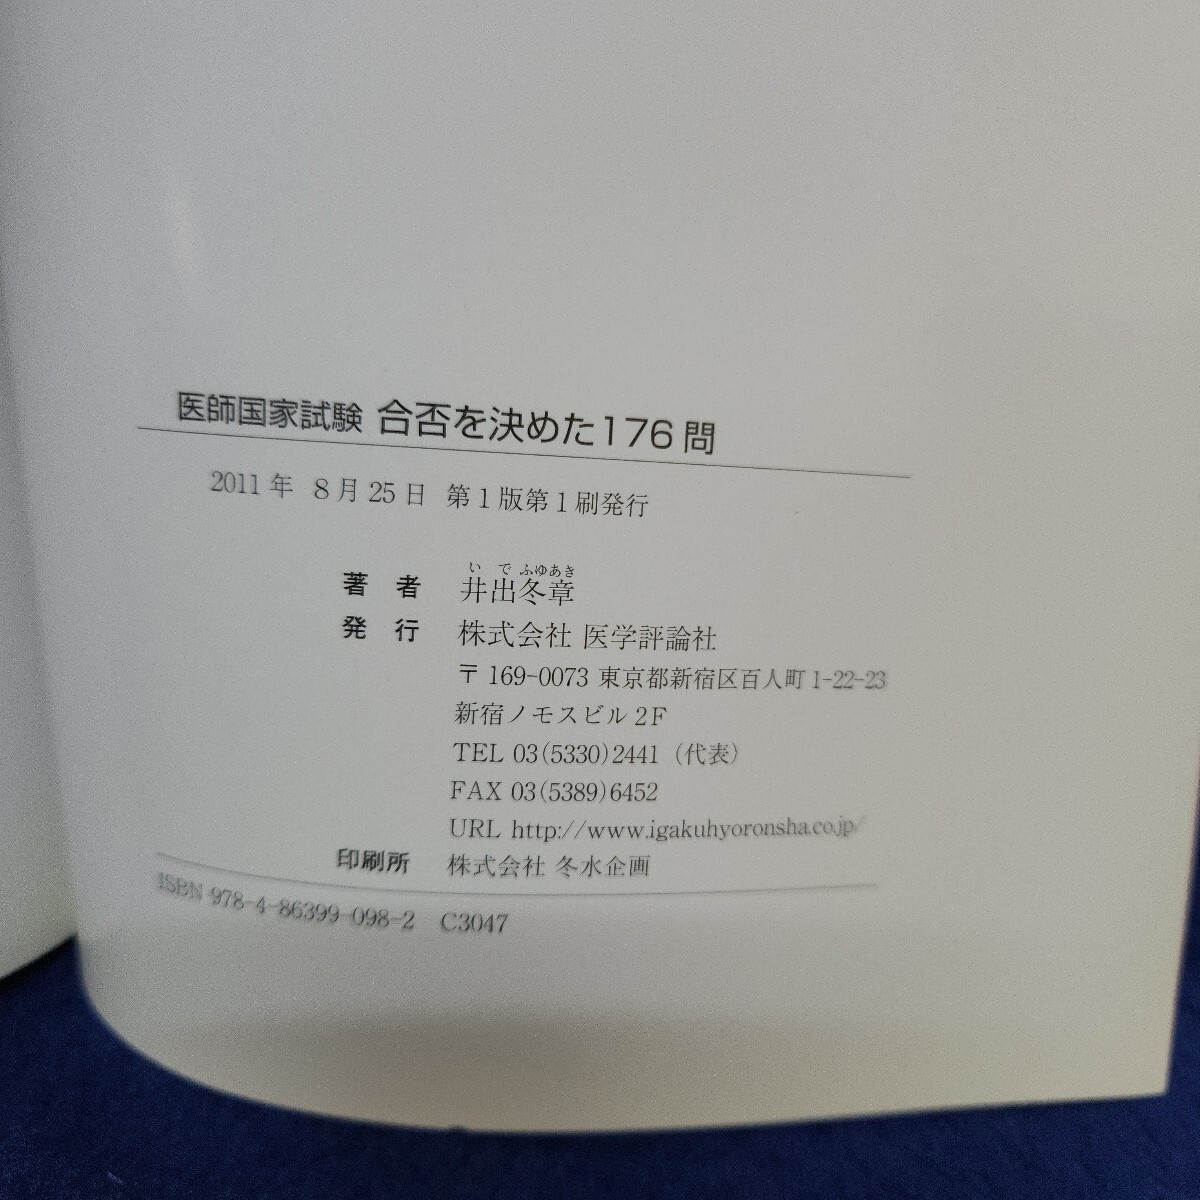 医師国家試験 合否を決めた176問
2011年 8月25日 第1版第1刷発行
い で ふゆあき
著 者 井出冬章
発 行 株式会社 医学評論社
〒169-0073 東京都新宿区百人町1-22-23
新宿ノモスビル2F
TEL 03(5330)2441 (代表)
FAX 03(5389)6452
URL http://www.igakuhyoronsha.co.jp/
印刷所 株式会社 冬水企画
ISBN 978-4-86399-098-2 C3047